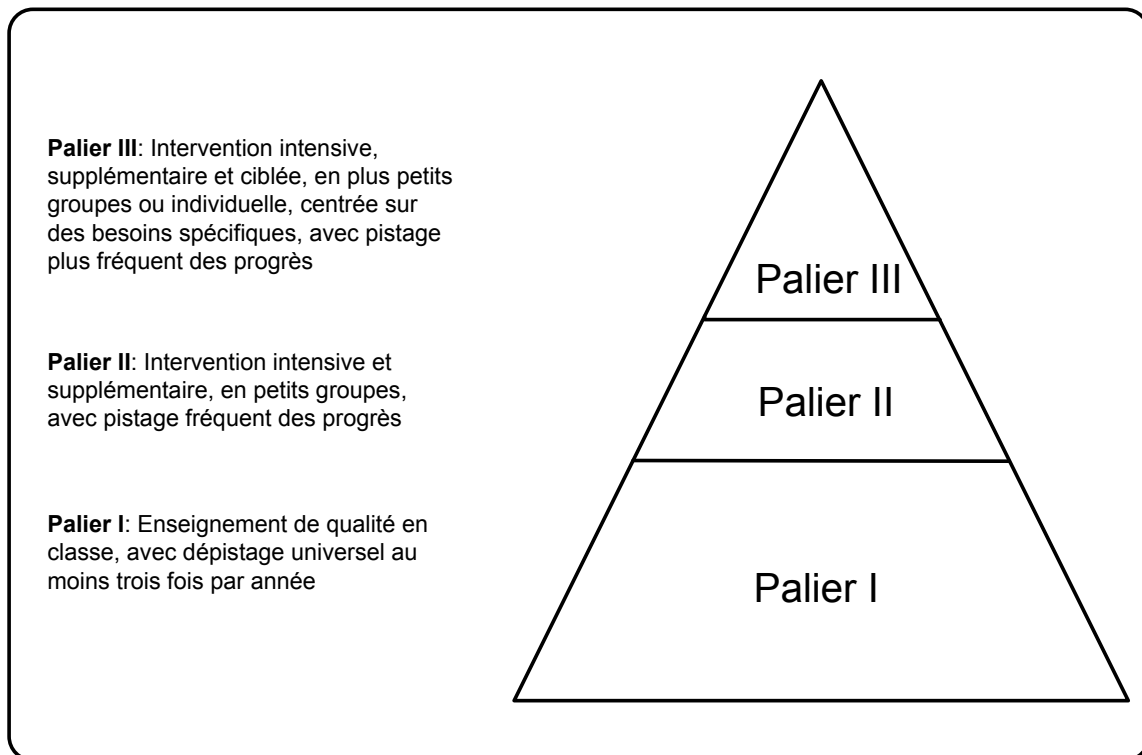 Palier III: Intervention intensive,
supplémentaire et ciblée, en plus petits
groupes ou individuelle, centrée sur
des besoins spécifiques, avec pistage
plus fréquent des progrès
Palier II: Intervention intensive et
supplémentaire, en petits groupes,
avec pistage fréquent des progrès
Palier I: Enseignement de qualité en
classe, avec dépistage universel au
moins trois fois par année
Palier III
Palier II
Palier I